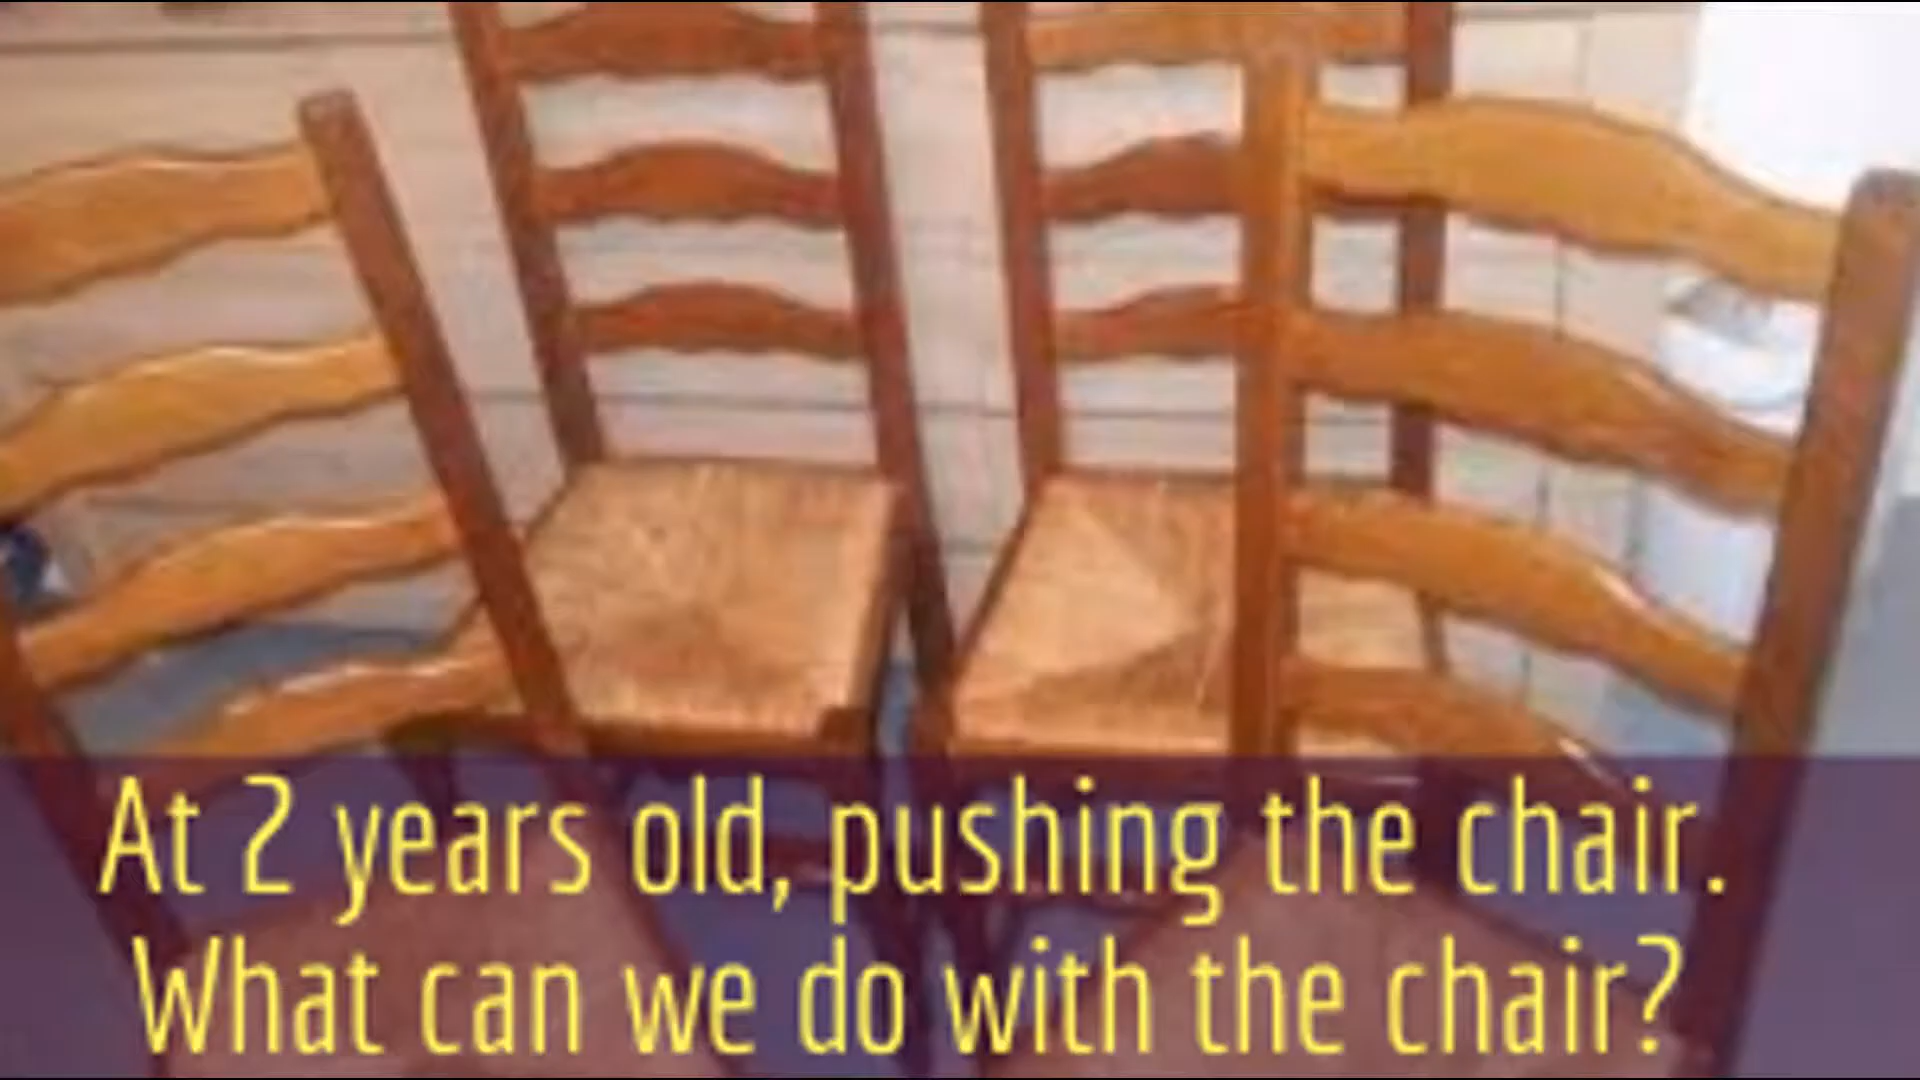 At 2 years old, pushing the chair.
What can we do with the chair?